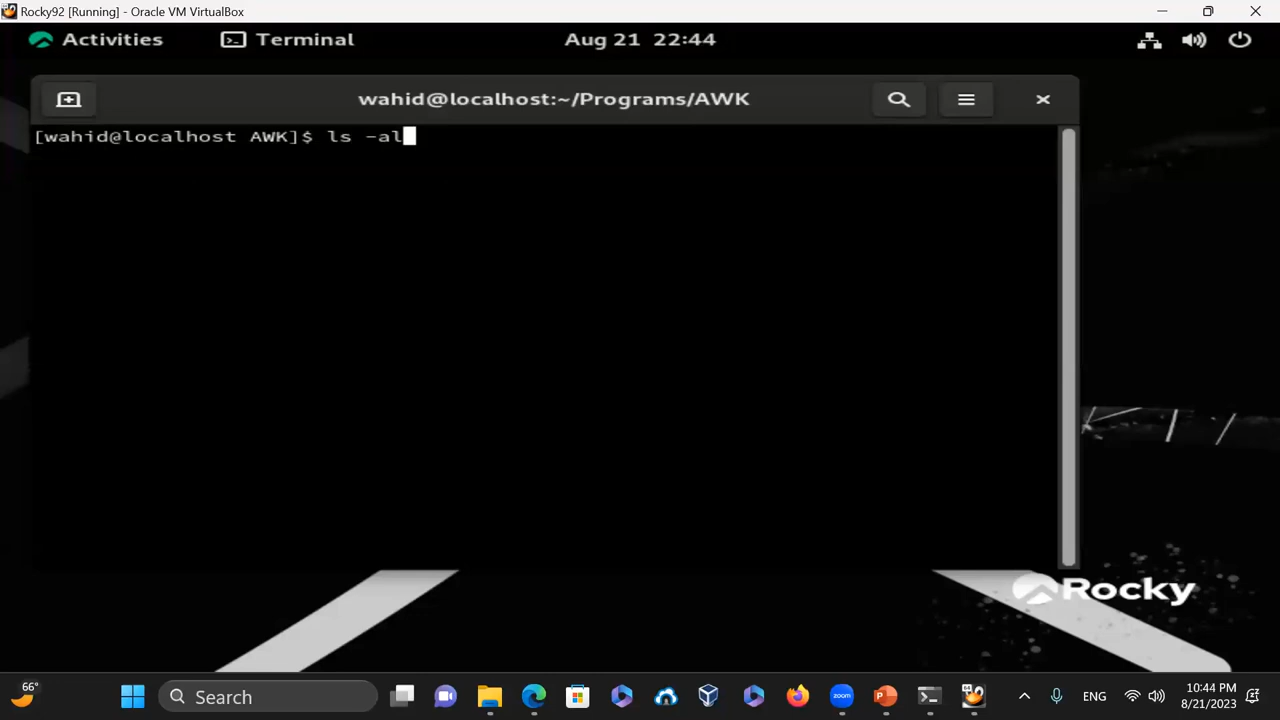 Rocky92 [Running] - Oracle VM VirtualBox
Activities Terminal Aug 21 22:44
wahid@localhost:~/Programs/AWK
[wahid@localhost AWK]$ ls -al
Rocky
66°
Search
zoom
ENG
10:44 PM
8/21/2023